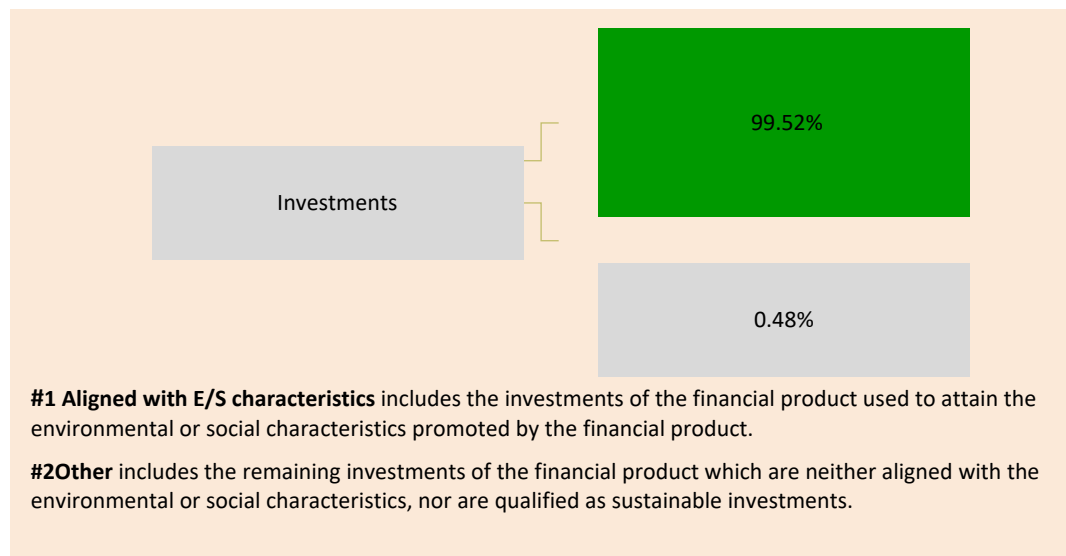 99.52%
Investments
0.48%
#1 Aligned with E/S characteristics includes the investments of the financial product used to attain the
environmental or social characteristics promoted by the financial product.
#2Other includes the remaining investments of the financial product which are neither aligned with the
environmental or social characteristics, nor are qualified as sustainable investments.